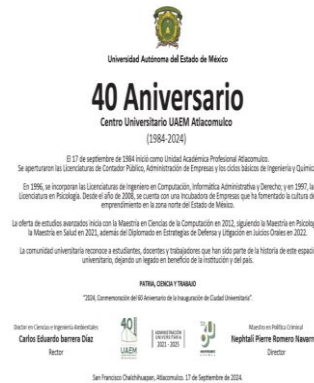 Universidad Autónoma del Estado de México
40 Aniversario
Centro Universitario UAEM Atlacomulco
(1984-2024)
El 17 de septiembre de 1984 inició como Unidad Académica Profesional Atlacomulco.
Se aperturaron las Licenciaturas de Contador Público, Administración de Empresas y los ciclos básicos de Ingeniería y Química.
En 1996, se incorporan las Licenciaturas de Ingeniero en Computación, Informática Administrativa y Derecho; y en 1997, la
Licenciatura en Psicología. Desde el año de 2008, se cuenta con una Incubadora de Empresas que ha fomentado la cultura de
emprendimiento en la zona norte del Estado de México.
La oferta de estudios avanzados inicia con la Maestría en Ciencias de la Computación en 2012, siguiendo la Maestría en Psicolog
la Maestría en Salud en 2021, además del Diplomado en Estrategias de Defensa y Litigación en Juicios Orales en 2022.
La comunidad universitaria reconoce a estudiantes, docentes y trabajadores que han sido parte de la historia de este espacio
universitario, dejando un legado en beneficio de la institución y del país.
PATRIA, CIENCIA Y TRABAJO
"2024, Conmemoración del 60 Aniversario de la Inauguración de Ciudad Universitaria".
Doctor en Ciencias e Ingeniería Ambientales
Carlos Eduardo barrera Díaz
Rector
40
UAEM
ADMINISTRACIÓN
UNIVERSITARIA
2021 - 2025
Maestro en Política Criminal
Nephtali Pierre Romero Navarr
Director
San Francisco Chalchihuapan, Atlacomulco. 17 de Septiembre de 2024.